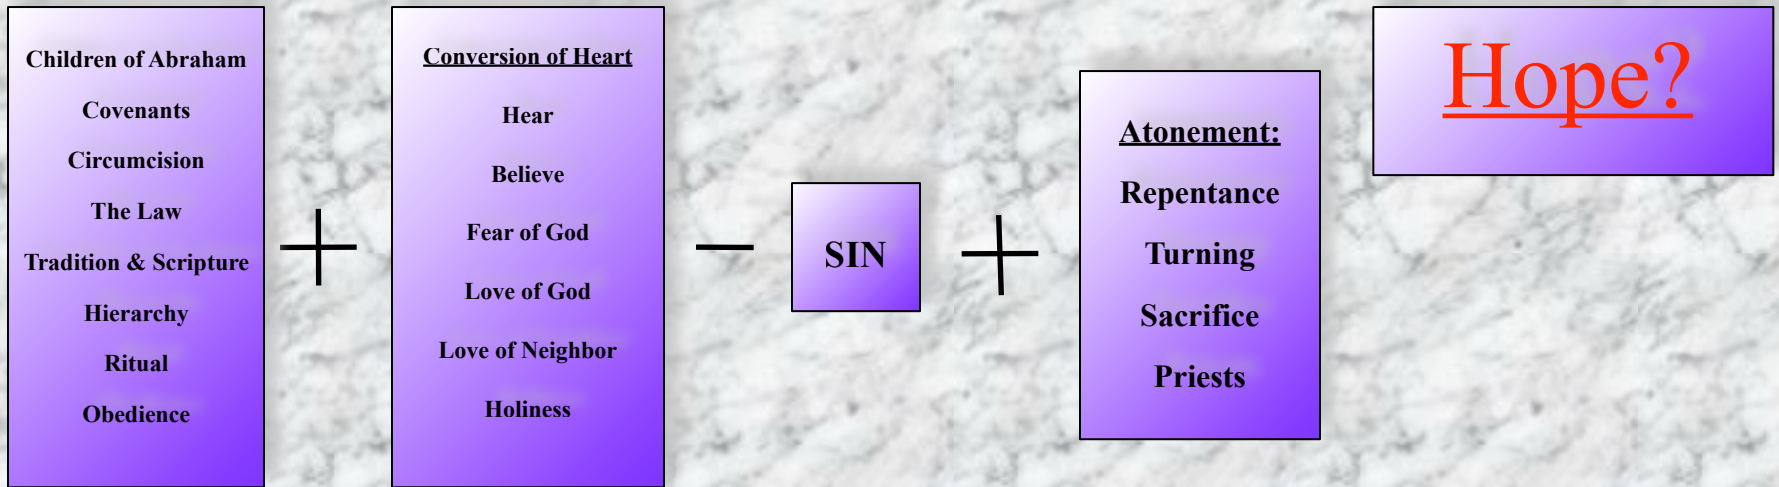 Children of Abraham
Covenants
Circumcision
The Law
Tradition & Scripture
Hierarchy
Ritual
Obedience
+
Conversion of Heart
Hear
Believe
Fear of God
Love of God
Love of Neighbor
Holiness
−
SIN
+
Atonement:
Repentance
Turning
Sacrifice
Priests
Hope?